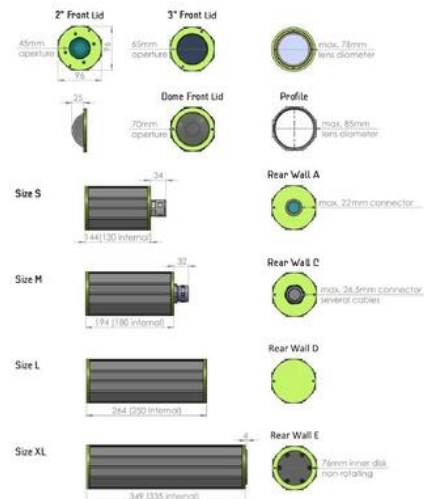 2" Front Lid
3" Front Lid
45mm
aperture
96
96
65mm
aperture
max. 78mm
lens diameter
25
Dome Front Lid
Profile
70mm
aperture
max. 85mm
lens diameter
Size S
34
Rear Wall A
max. 22mm connector
144(130 internal)
Size M
32
Rear Wall C
max. 26.5mm connector
several cables
194 (180 internal)
Rear Wall D
Size L
264 (250 internal)
Size XL
Rear Wall E
76mm inner disk
non-rotating
349 (335 internal)